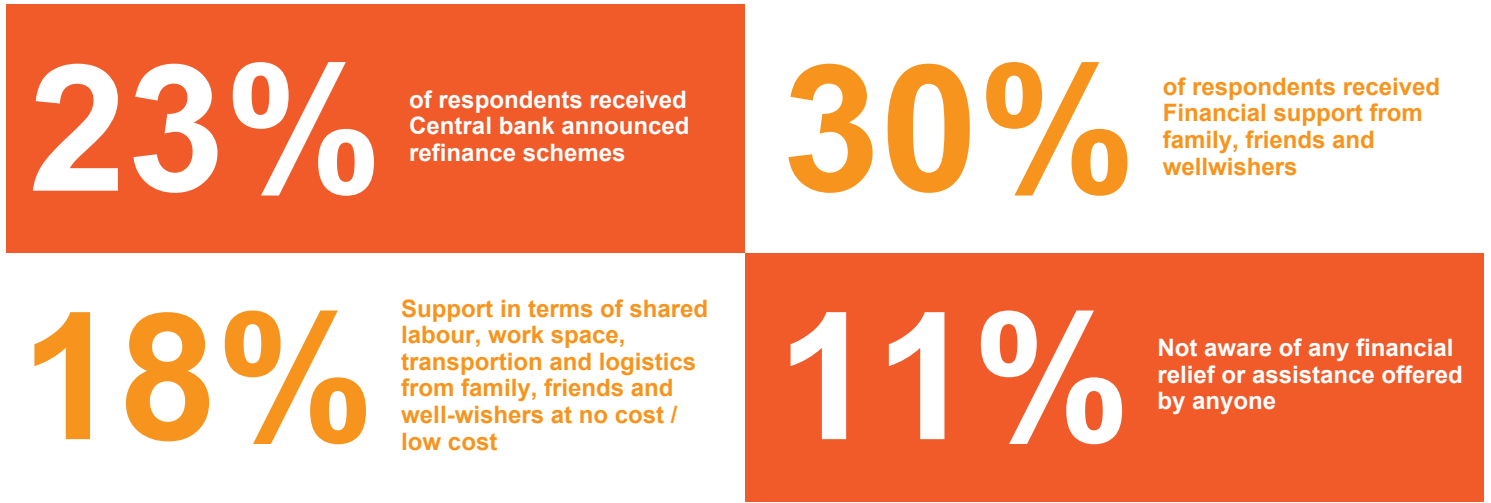 23%
of respondents received
Central bank announced
refinance schemes
30%
of respondents received
Financial support from
family, friends and
wellwishers
18%
Support in terms of shared
labour, work space,
transportion and logistics
from family, friends and
well-wishers at no cost /
low cost
11%
Not aware of any financial
relief or assistance offered
by anyone